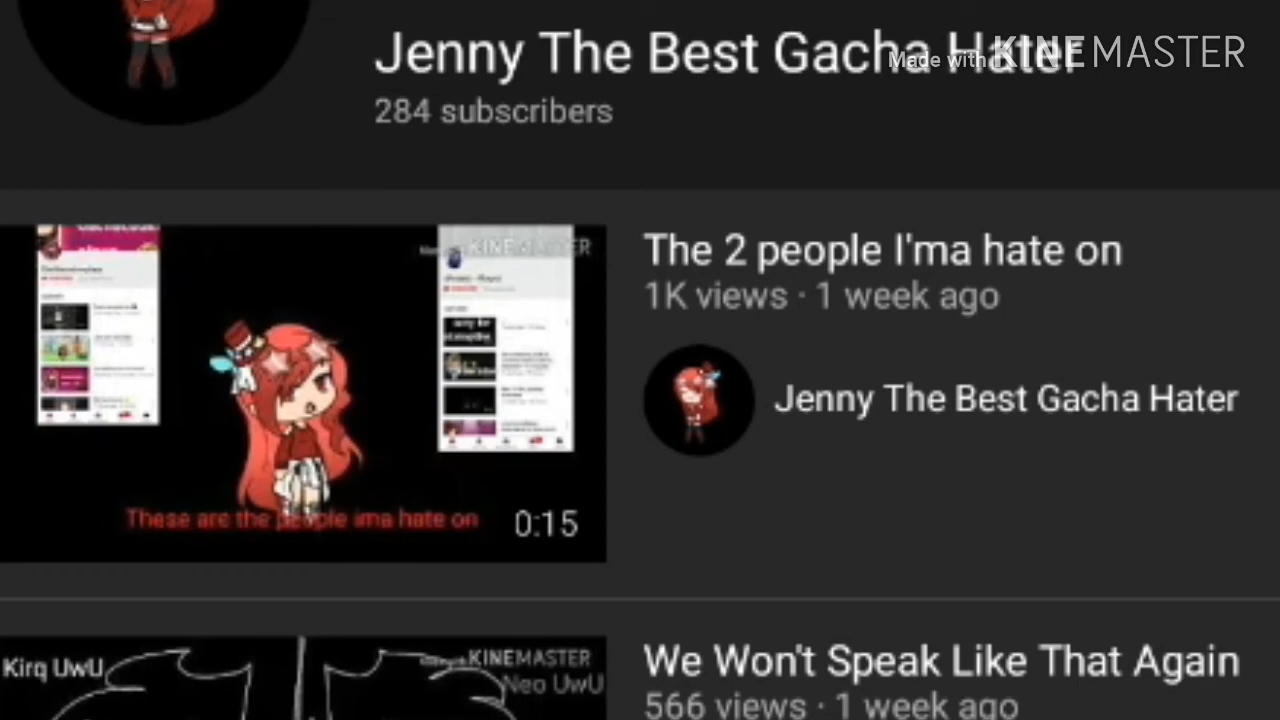 Jenny The Best Gacha Hater
Made with KINEMASTER
284 subscribers
KINEMASTER
The 2 people I'ma hate on
1K views · 1 week ago
Jenny The Best Gacha Hater
These are the people ima hate on
0:15
Kirq UwU
KINEMASTER
Neo UwU
We Won't Speak Like That Again
566 views · 1 week ago